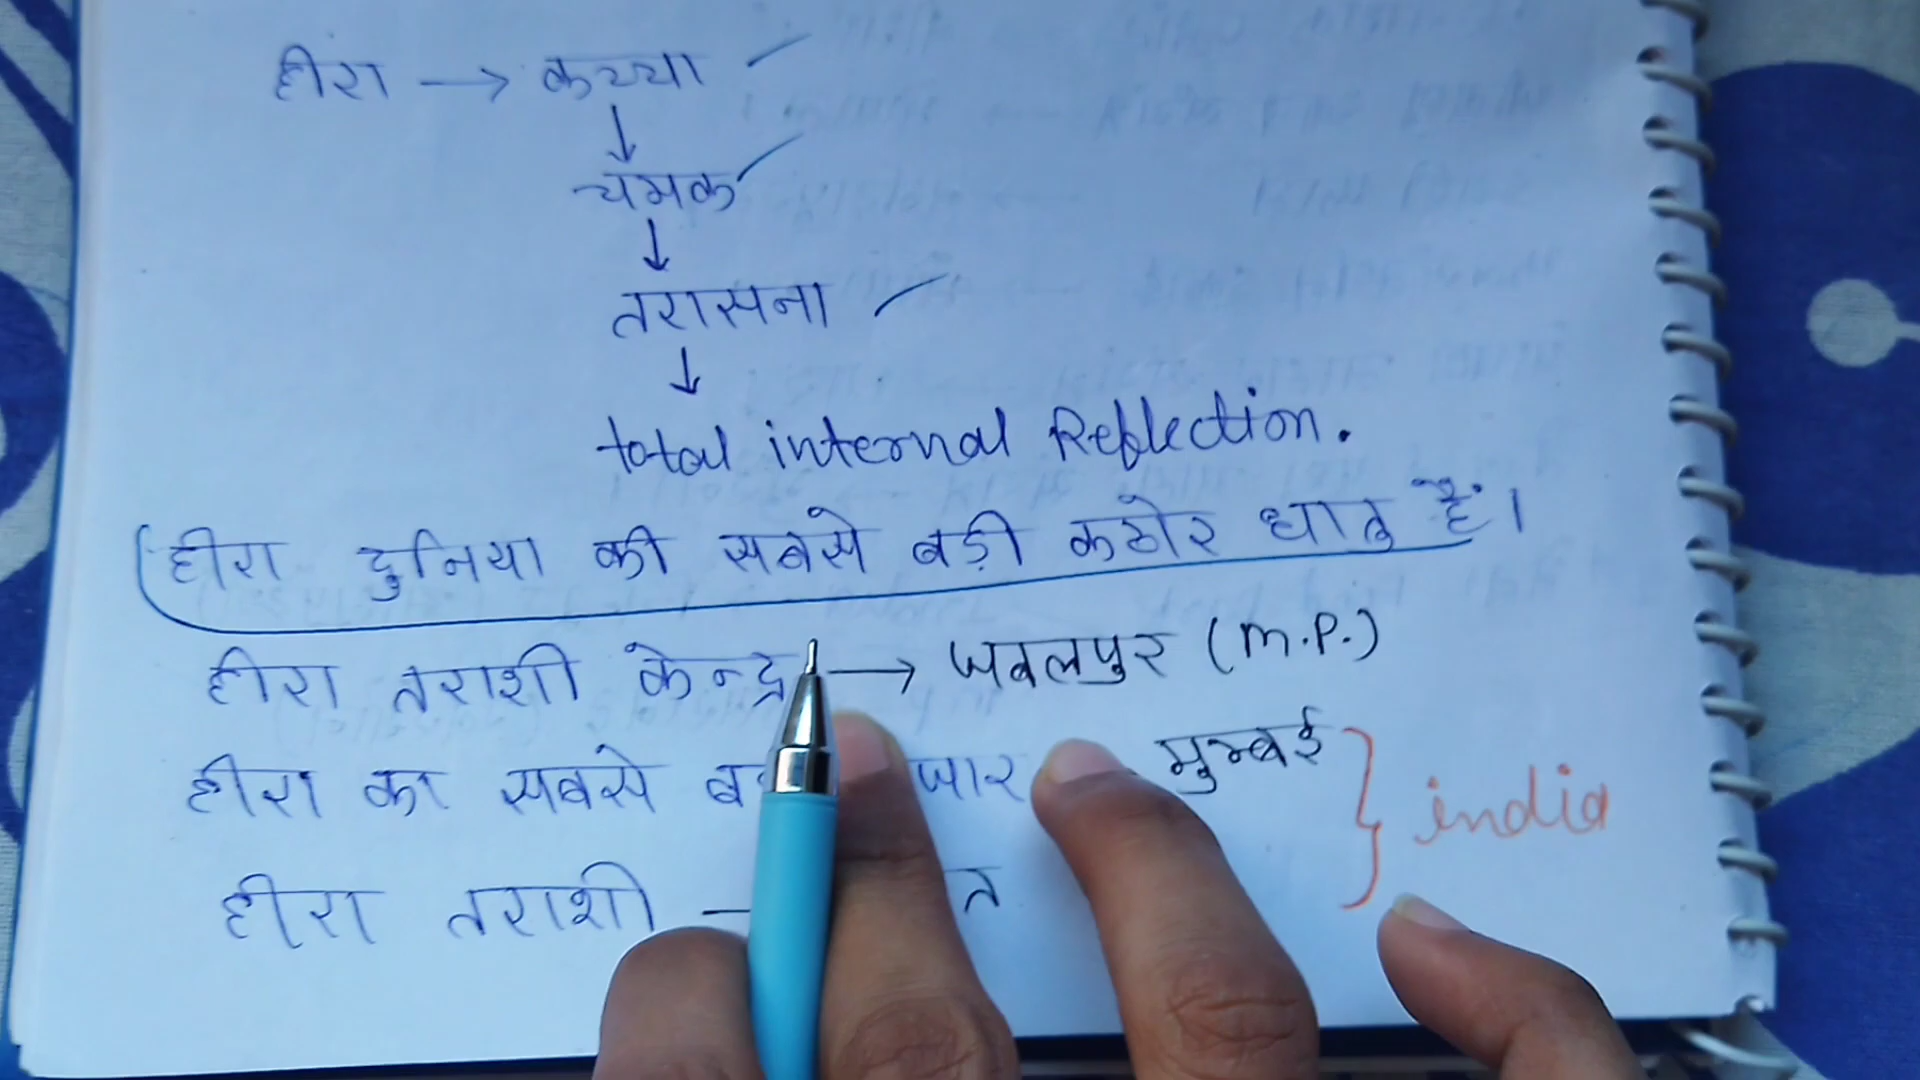 हीरा → कच्चा
↓
चमक
↓
तरासना
↓
total internal Reflection.
हीरा दुनिया की सबसे बड़ी कठोर धातु हैं।
हीरा तराशी केन्द्र → जबलपुर (M.P.)
हीरा का सबसे मुम्बई } india
हीरा तराशी –